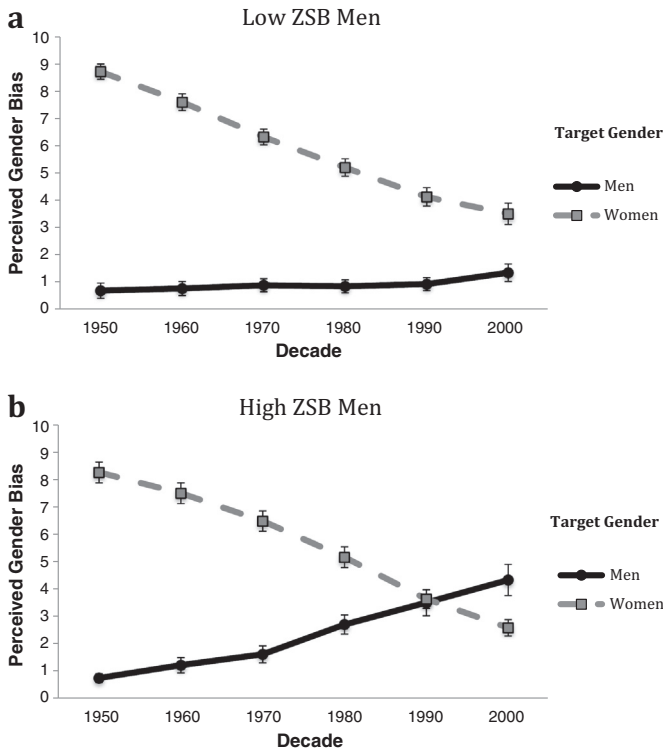 a
Low ZSB Men
10
9
8
7
6
5
4
3
2
1
0
Perceived Gender Bias
1950 1960 1970 1980 1990 2000
Decade
Target Gender
Men
Women
b
High ZSB Men
10
9
8
7
6
5
4
3
2
1
0
Perceived Gender Bias
1950 1960 1970 1980 1990 2000
Decade
Target Gender
Men
Women